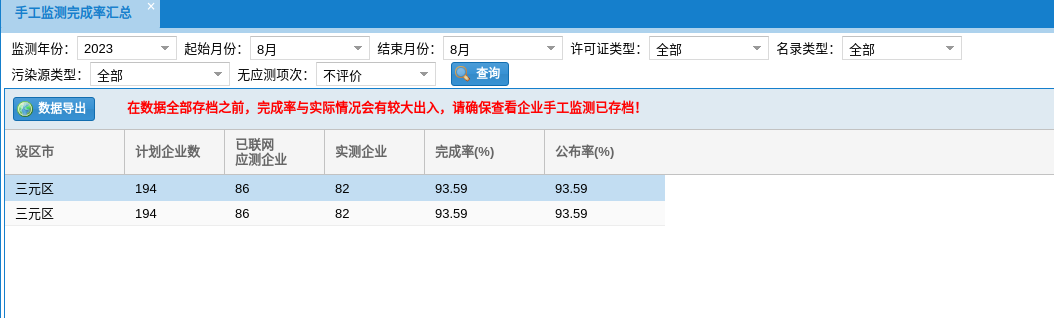 手工监测完成率汇总 ×
监测年份: 2023 起始月份: 8月 结束月份: 8月 许可证类型: 全部 名录类型: 全部
污染源类型: 全部 无应测项次: 不评价 查询
数据导出 在数据全部存档之前，完成率与实际情况会有较大出入，请确保查看企业手工监测已存档！
设区市 计划企业数 已联网 实测企业 完成率(%) 公布率(%)
应测企业
三元区 194 86 82 93.59 93.59
三元区 194 86 82 93.59 93.59